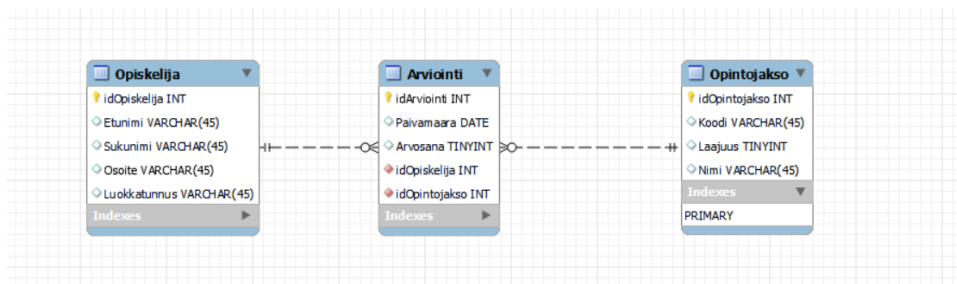 Opiskelija
idOpiskelija INT
Etunimi VARCHAR(45)
Sukunimi VARCHAR(45)
Osoite VARCHAR(45)
Luokkatunnus VARCHAR(45)
Indexes
Arviointi
idArviointi INT
Paivamaara DATE
Arvosana TINYINT
idOpiskelija INT
idOpintojakso INT
Indexes
Opintojakso
idOpintojakso INT
Koodi VARCHAR(45)
Laajuus TINYINT
Nimi VARCHAR(45)
Indexes
PRIMARY